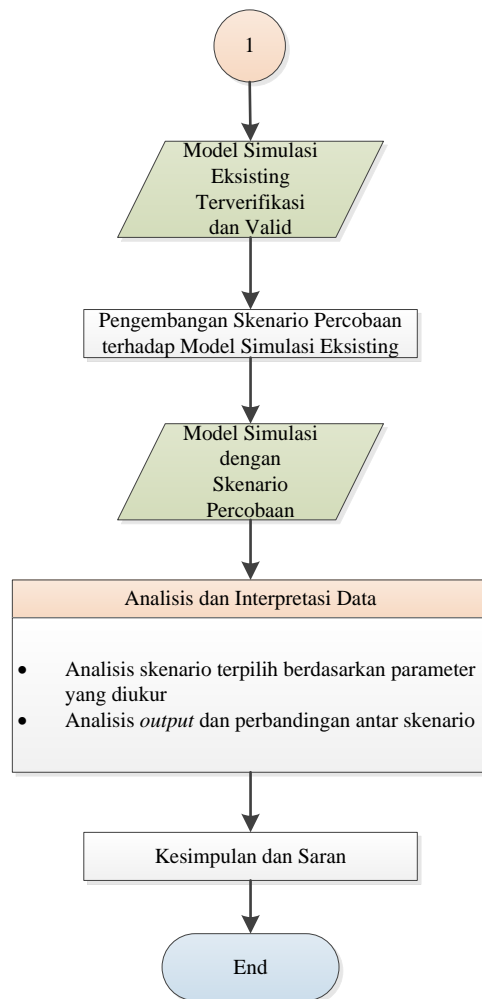 1
Model Simulasi
Eksisting
Terverifikasi
dan Valid
Pengembangan Skenario Percobaan
terhadap Model Simulasi Eksisting
Model Simulasi
dengan
Skenario
Percobaan
Analisis dan Interpretasi Data
• Analisis skenario terpilih berdasarkan parameter
yang diukur
• Analisis output dan perbandingan antar skenario
Kesimpulan dan Saran
End